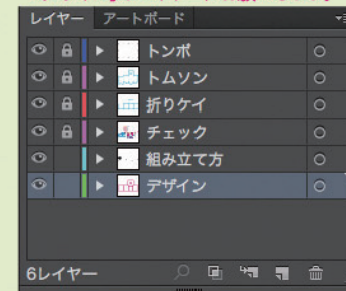 レイヤー アートボード
トンボ
トムソン
折りケイ
チェック
組み立て方
デザイン
6レイヤー